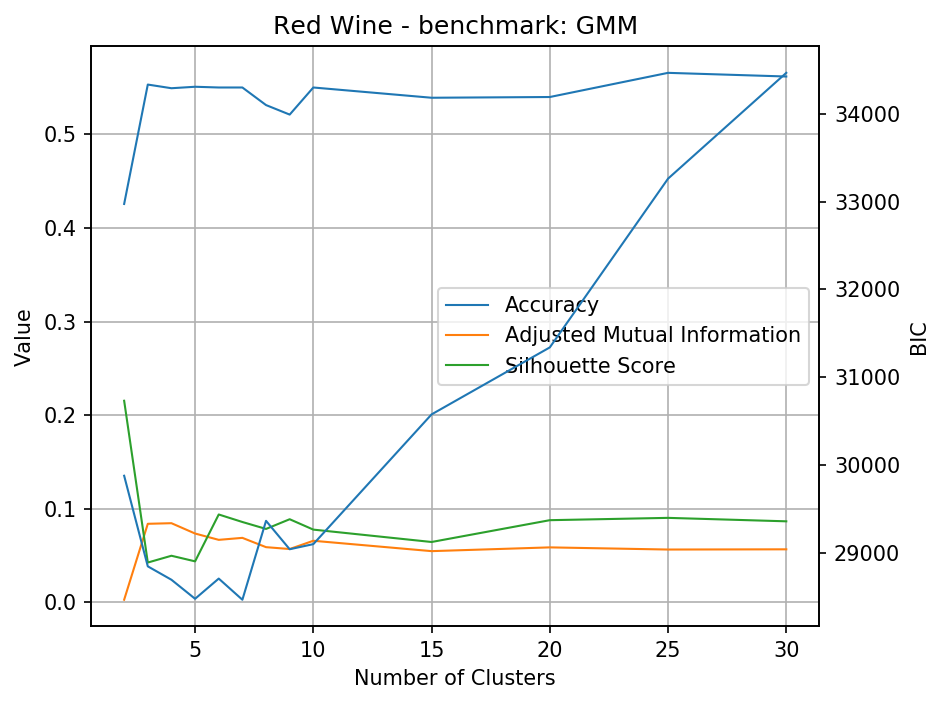 Red Wine - benchmark: GMM
0.5
0.4
0.3
0.2
0.1
0.0
Value
34000
33000
32000
31000
30000
29000
BIC
Accuracy
Adjusted Mutual Information
Silhouette Score
5 10 15 20 25 30
Number of Clusters